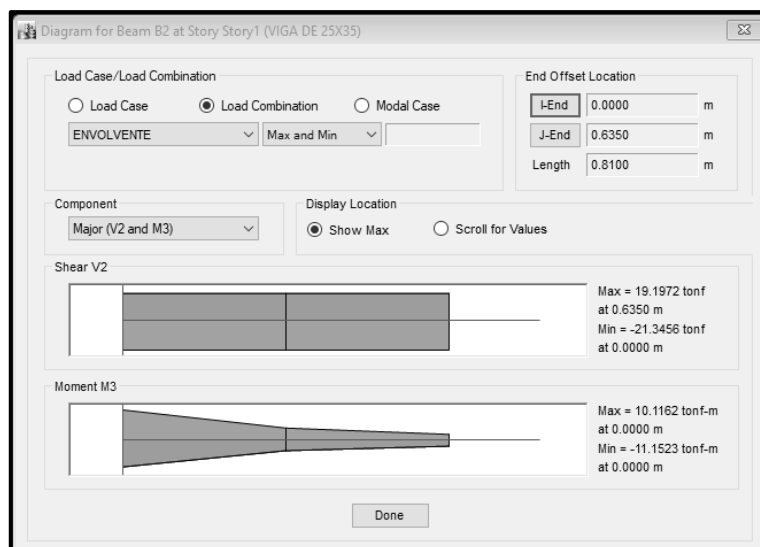 Diagram for Beam B2 at Story Story1 (VIGA DE 25X35)
Load Case/Load Combination
Load Case
Load Combination
Modal Case
ENVOLVENTE
Max and Min
End Offset Location
I-End 0.0000 m
J-End 0.6350 m
Length 0.8100 m
Component
Major (V2 and M3)
Display Location
Show Max
Scroll for Values
Shear V2
Max = 19.1972 tonf
at 0.6350 m
Min = -21.3456 tonf
at 0.0000 m
Moment M3
Max = 10.1162 tonf-m
at 0.0000 m
Min = -11.1523 tonf-m
at 0.0000 m
Done